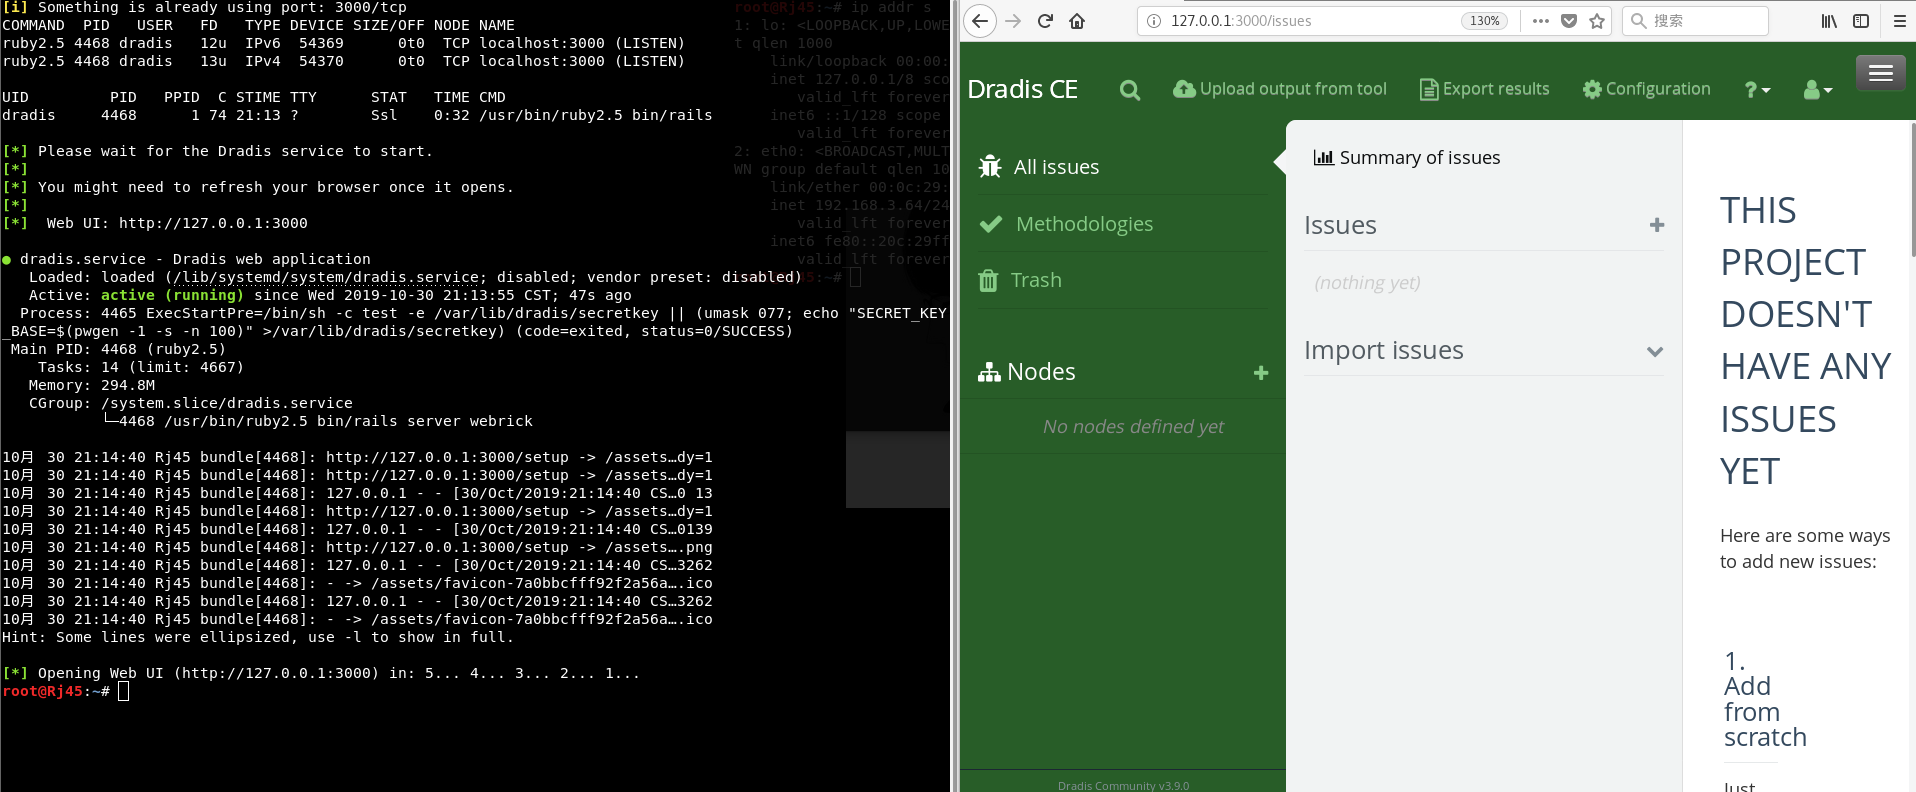 [i] Something is already using port: 3000/tcp
COMMAND  PID   USER   FD   TYPE DEVICE SIZE/OFF NODE NAME
ruby2.5 4468 dradis   12u  IPv6  54369      0t0  TCP localhost:3000 (LISTEN)
ruby2.5 4468 dradis   13u  IPv4  54370      0t0  TCP localhost:3000 (LISTEN)
UID         PID   PPID  C STIME TTY      STAT   TIME CMD
dradis     4468      1 74 21:13 ?        Ssl    0:32 /usr/bin/ruby2.5 bin/rails
[*] Please wait for the Dradis service to start.
[*]
[*] You might need to refresh your browser once it opens.
[*]
[*]  Web UI: http://127.0.0.1:3000
● dradis.service - Dradis web application
Loaded: loaded (/lib/systemd/system/dradis.service; disabled; vendor preset: disabled)
Active: active (running) since Wed 2019-10-30 21:13:55 CST; 47s ago
Process: 4465 ExecStartPre=/bin/sh -c test -e /var/lib/dradis/secretkey || (umask 077; echo "SECRET_KEY
_BASE=$(pwgen -1 -s -n 100)" >/var/lib/dradis/secretkey) (code=exited, status=0/SUCCESS)
Main PID: 4468 (ruby2.5)
Tasks: 14 (limit: 4667)
Memory: 294.8M
CGroup: /system.slice/dradis.service
└─4468 /usr/bin/ruby2.5 bin/rails server webrick
10月 30 21:14:40 Rj45 bundle[4468]: http://127.0.0.1:3000/setup -> /assets…dy=1
10月 30 21:14:40 Rj45 bundle[4468]: http://127.0.0.1:3000/setup -> /assets…dy=1
10月 30 21:14:40 Rj45 bundle[4468]: 127.0.0.1 - - [30/Oct/2019:21:14:40 CS…0 13
10月 30 21:14:40 Rj45 bundle[4468]: http://127.0.0.1:3000/setup -> /assets…dy=1
10月 30 21:14:40 Rj45 bundle[4468]: 127.0.0.1 - - [30/Oct/2019:21:14:40 CS…0139
10月 30 21:14:40 Rj45 bundle[4468]: http://127.0.0.1:3000/setup -> /assets….png
10月 30 21:14:40 Rj45 bundle[4468]: 127.0.0.1 - - [30/Oct/2019:21:14:40 CS…3262
10月 30 21:14:40 Rj45 bundle[4468]: - -> /assets/favicon-7a0bbcfff92f2a56a….ico
10月 30 21:14:40 Rj45 bundle[4468]: 127.0.0.1 - - [30/Oct/2019:21:14:40 CS…3262
10月 30 21:14:40 Rj45 bundle[4468]: - -> /assets/favicon-7a0bbcfff92f2a56a….ico
Hint: Some lines were ellipsized, use -l to show in full.
[*] Opening Web UI (http://127.0.0.1:3000) in: 5... 4... 3... 2... 1...
root@Rj45:~#
root@Rj45:~# ip addr s
1: lo: <LOOPBACK,UP,LOWE
t qlen 1000
link/loopback 00:00:
inet 127.0.0.1/8 sco
valid_lft forever
inet6 ::1/128 scope
valid_lft forever
2: eth0: <BROADCAST,MULT
WN group default qlen 10
link/ether 00:0c:29:
inet 192.168.3.64/24
valid_lft forever
inet6 fe80::20c:29ff
valid_lft forever
127.0.0.1:3000/issues
130%
搜索
Dradis CE
Upload output from tool
Export results
Configuration
?
All issues
Methodologies
Trash
Nodes
No nodes defined yet
Dradis Community v3.9.0
Summary of issues
Issues
(nothing yet)
Import issues
THIS
PROJECT
DOESN'T
HAVE ANY
ISSUES
YET
Here are some ways
to add new issues:
1.
Add
from
scratch
Just